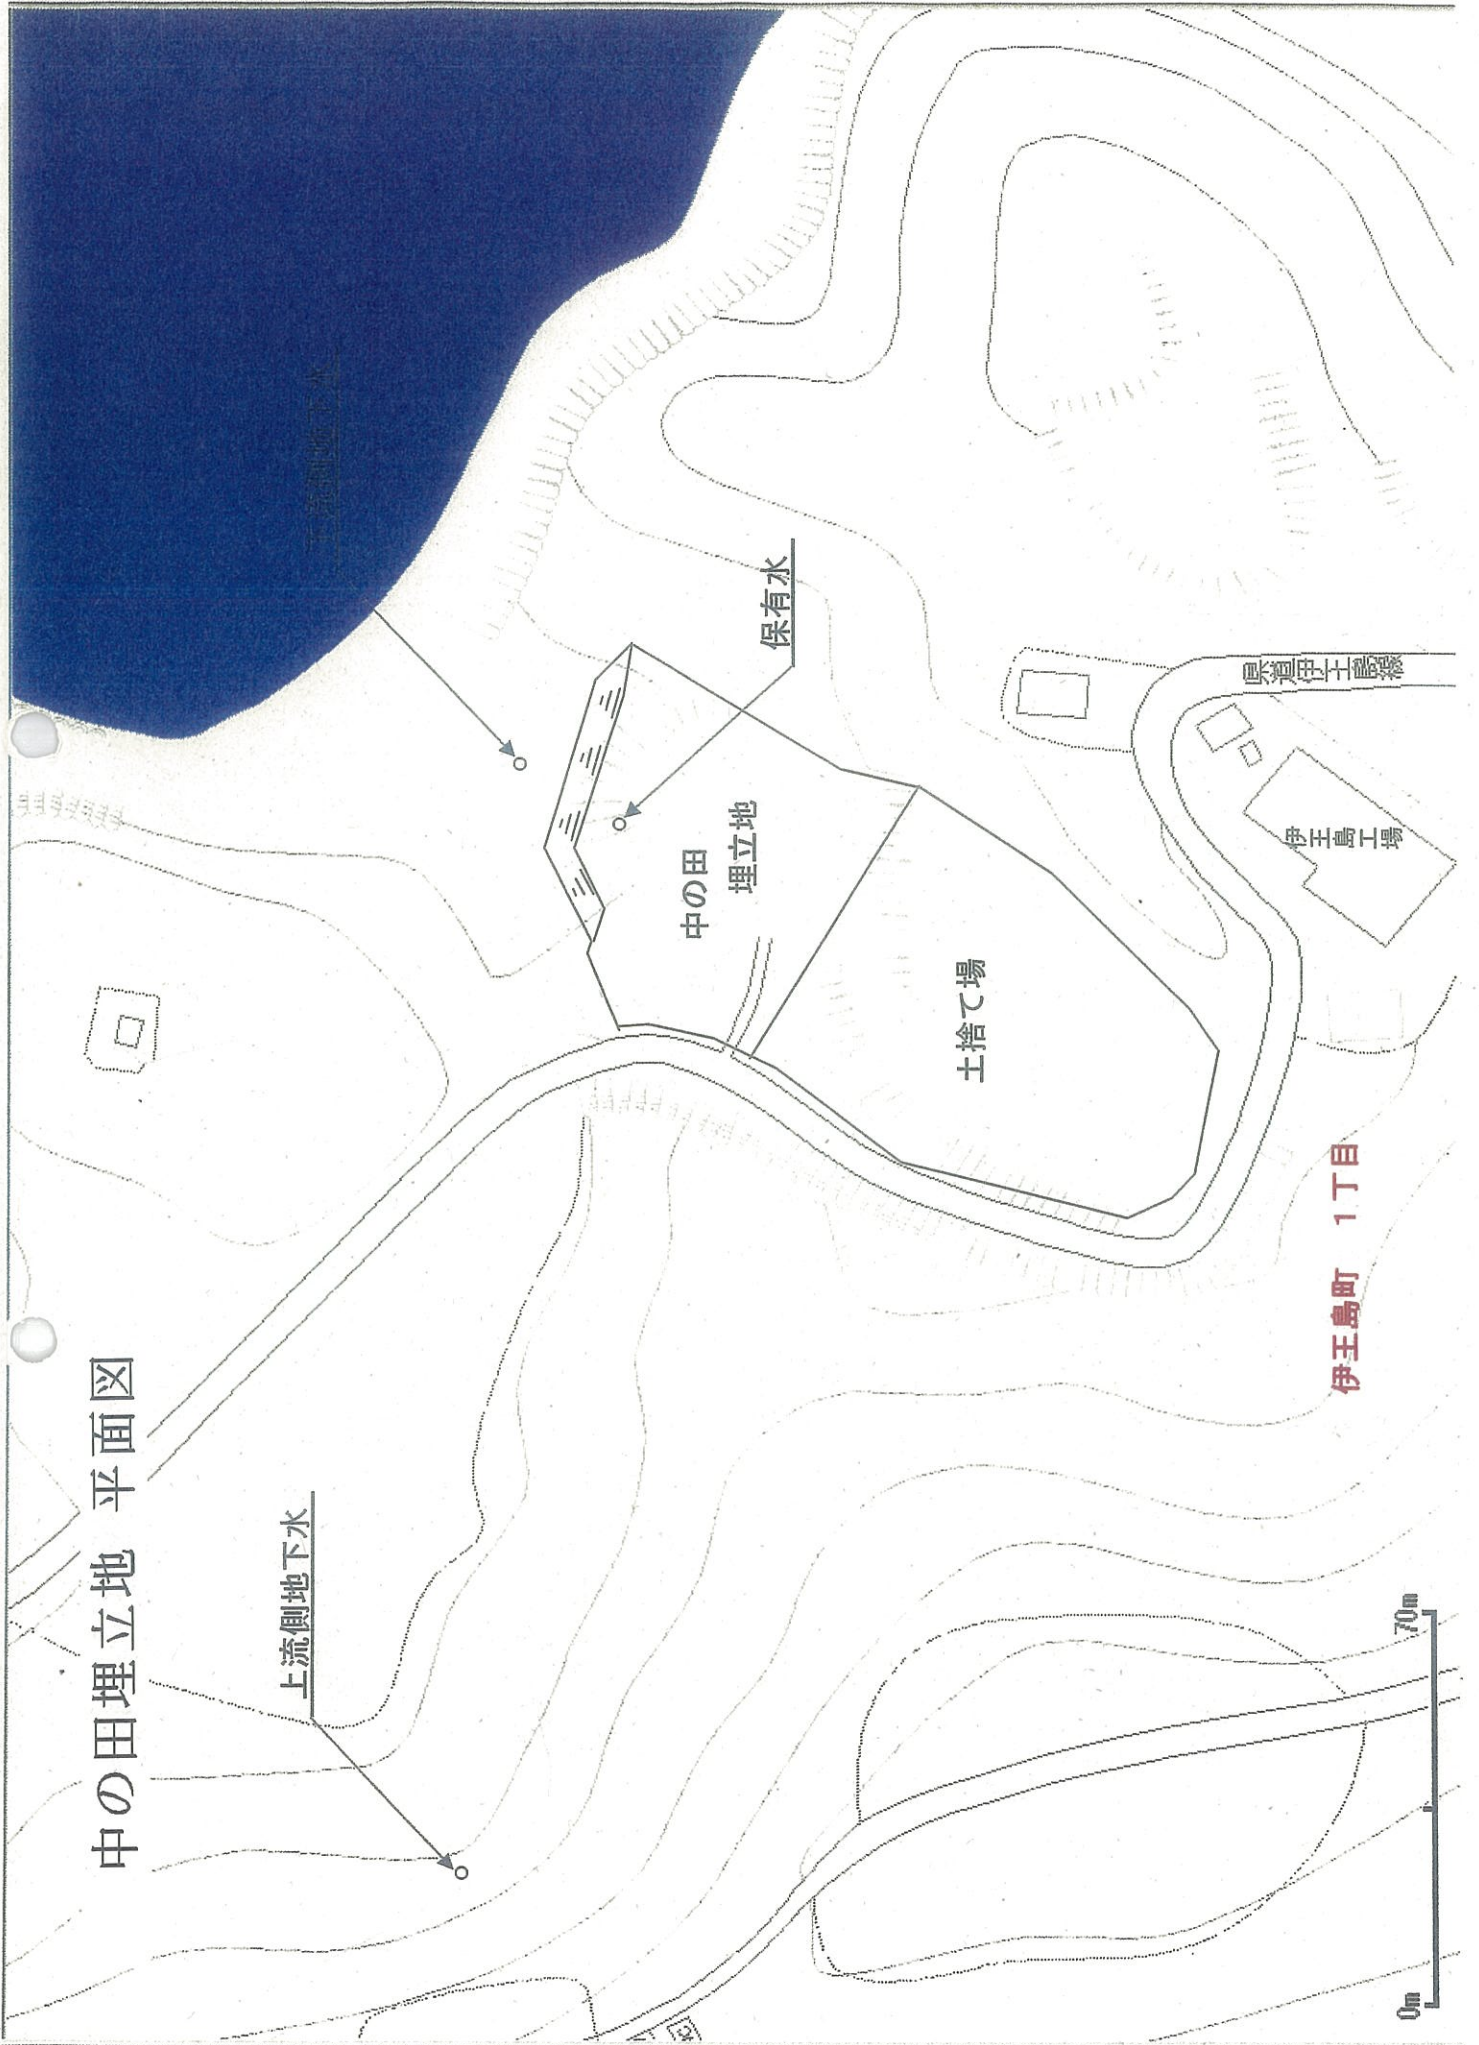 中の田埋立地 平面図
上流側地下水
下流側地下水
保有水
中の田
埋立地
土捨て場
県道伊王島線
伊王島工場
伊王島町 1丁目
0m
70m